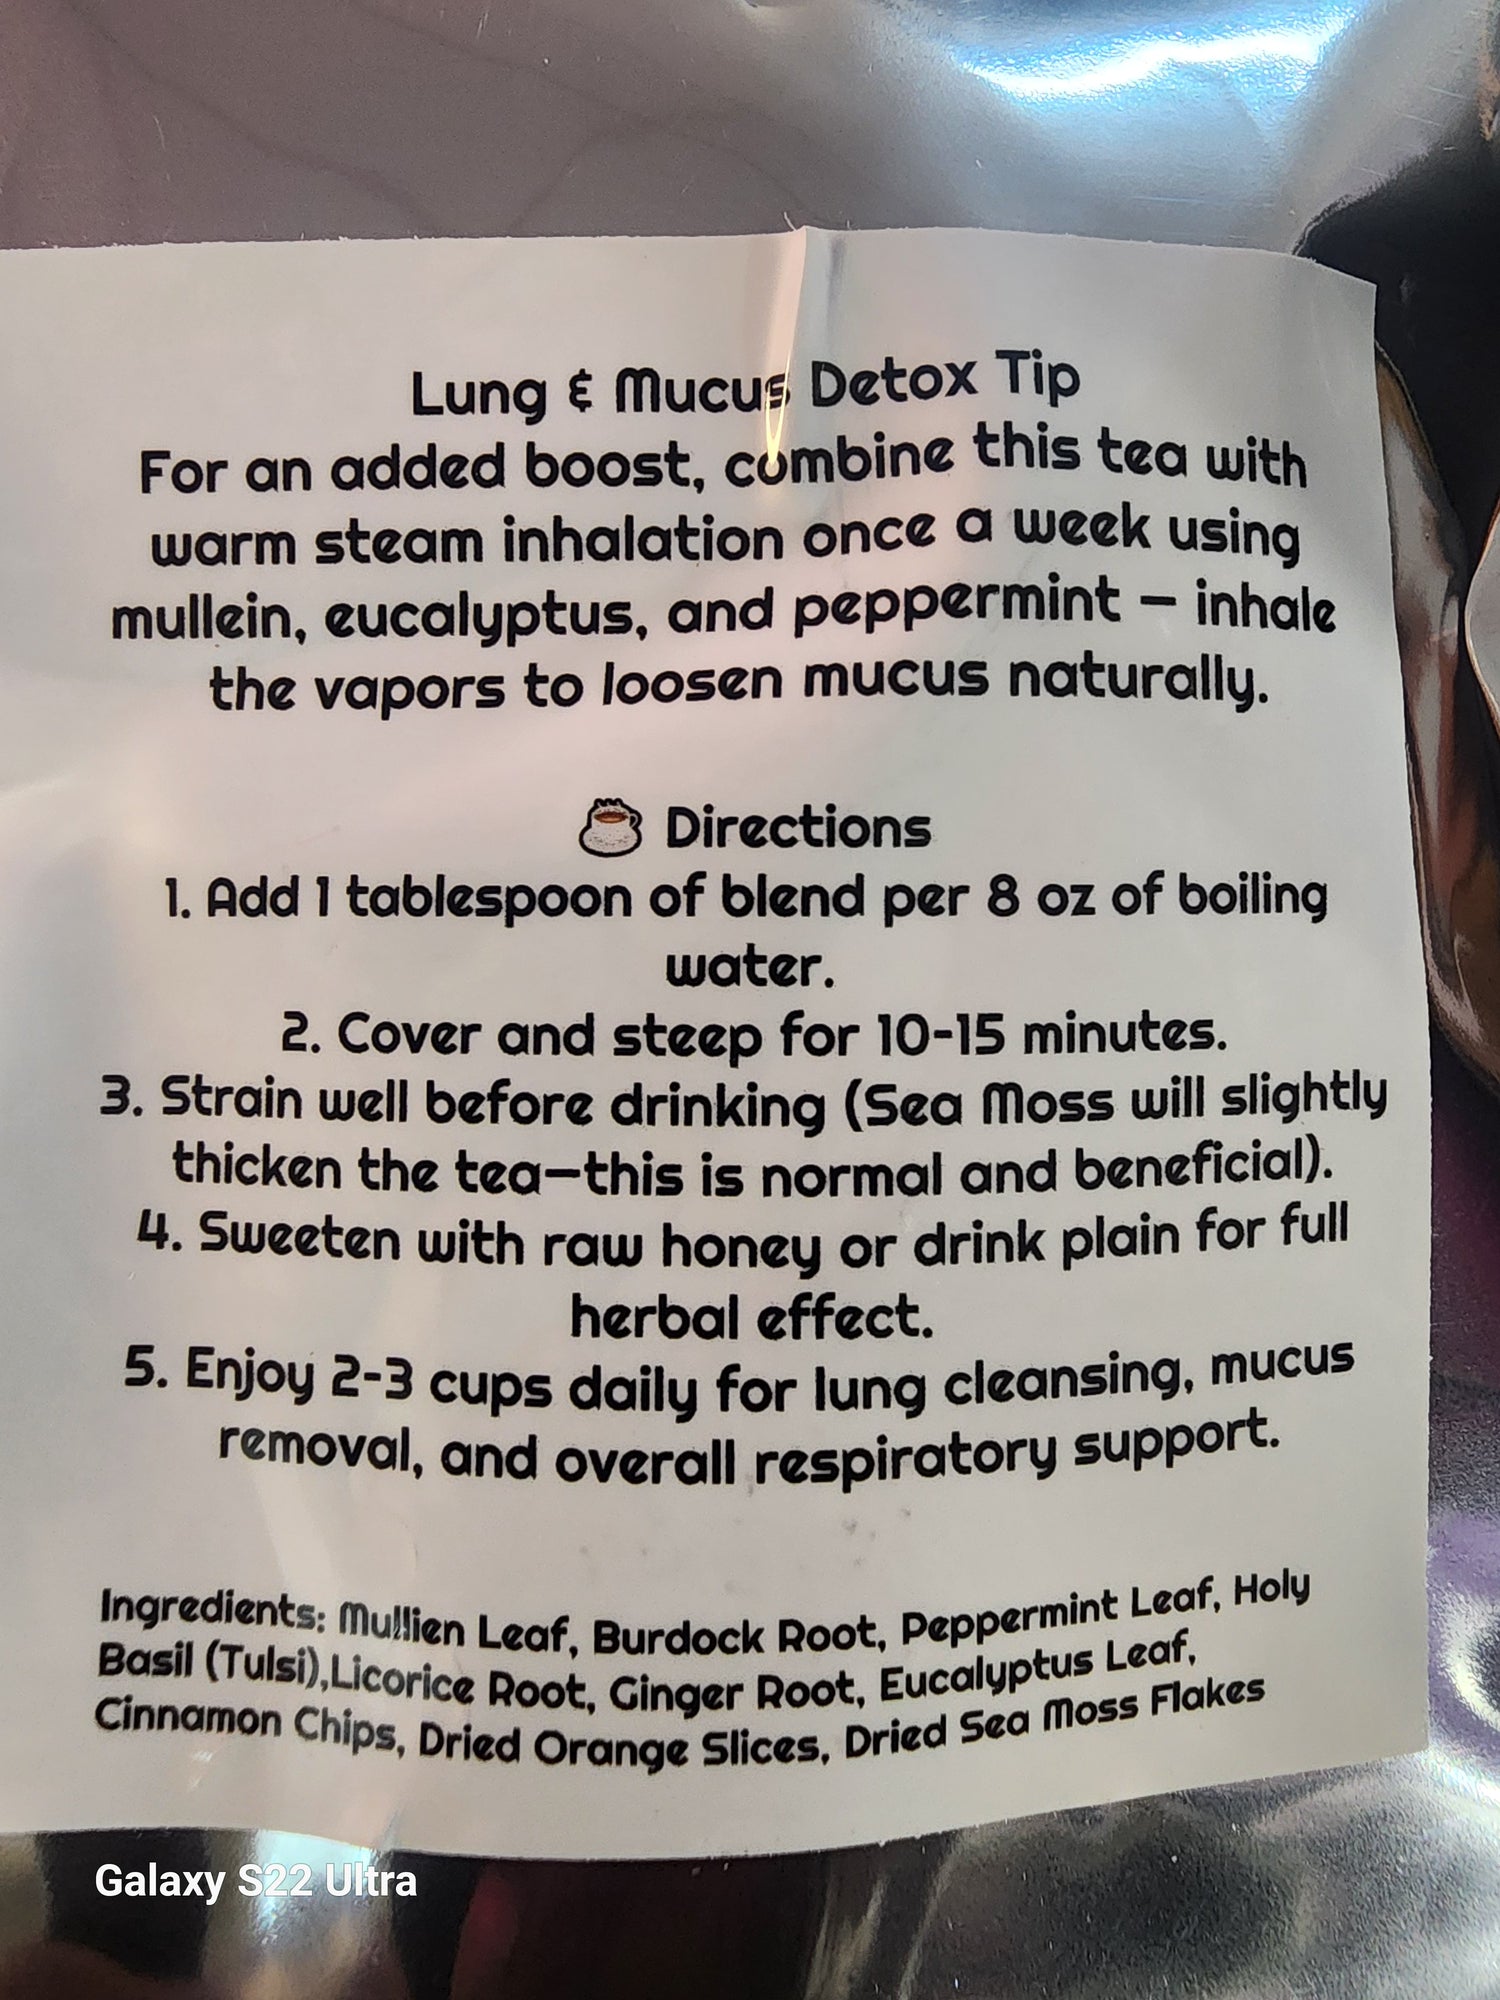 Lung & Mucus Detox Tip
For an added boost, combine this tea with
warm steam inhalation once a week using
mullein, eucalyptus, and peppermint — inhale
the vapors to loosen mucus naturally.
Directions
1. Add 1 tablespoon of blend per 8 oz of boiling
water.
2. Cover and steep for 10-15 minutes.
3. Strain well before drinking (Sea Moss will slightly
thicken the tea—this is normal and beneficial).
4. Sweeten with raw honey or drink plain for full
herbal effect.
5. Enjoy 2-3 cups daily for lung cleansing, mucus
removal, and overall respiratory support.
Ingredients: Mullien Leaf, Burdock Root, Peppermint Leaf, Holy
Basil (Tulsi),Licorice Root, Ginger Root, Eucalyptus Leaf,
Cinnamon Chips, Dried Orange Slices, Dried Sea Moss Flakes
Galaxy S22 Ultra